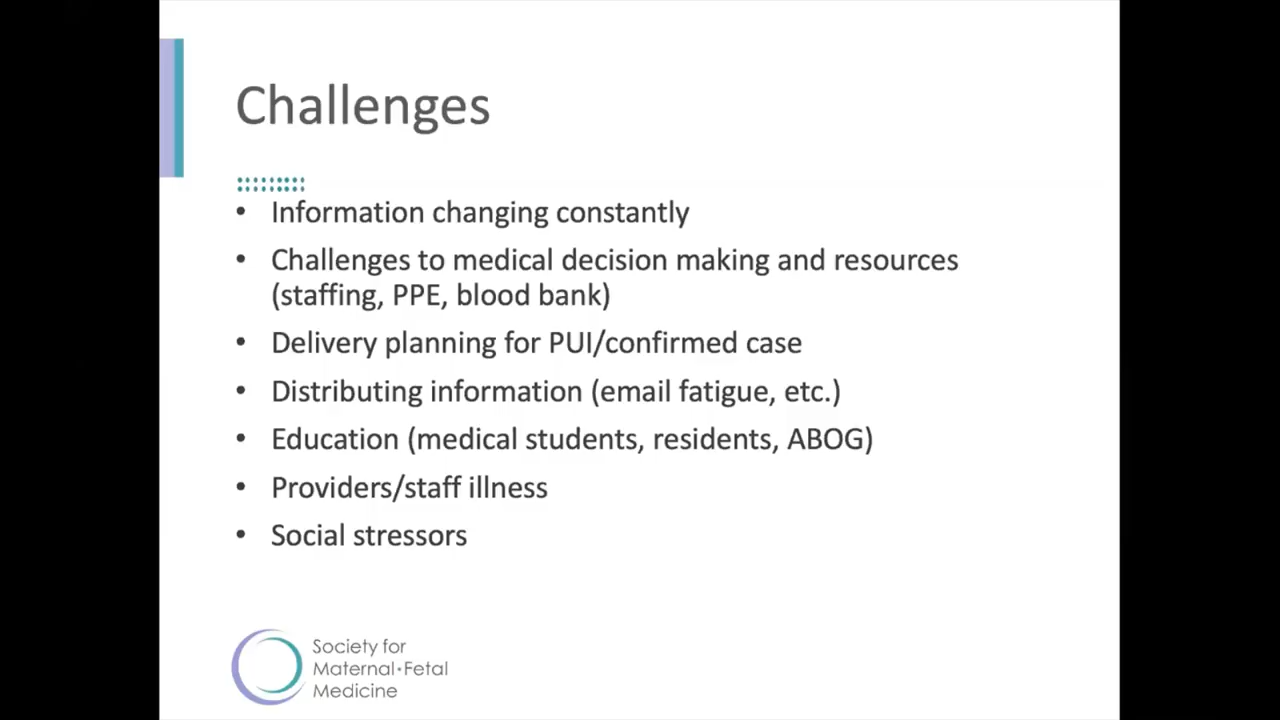 Challenges
• Information changing constantly
• Challenges to medical decision making and resources
(staffing, PPE, blood bank)
• Delivery planning for PUI/confirmed case
• Distributing information (email fatigue, etc.)
• Education (medical students, residents, ABOG)
• Providers/staff illness
• Social stressors
Society for
Maternal·Fetal
Medicine